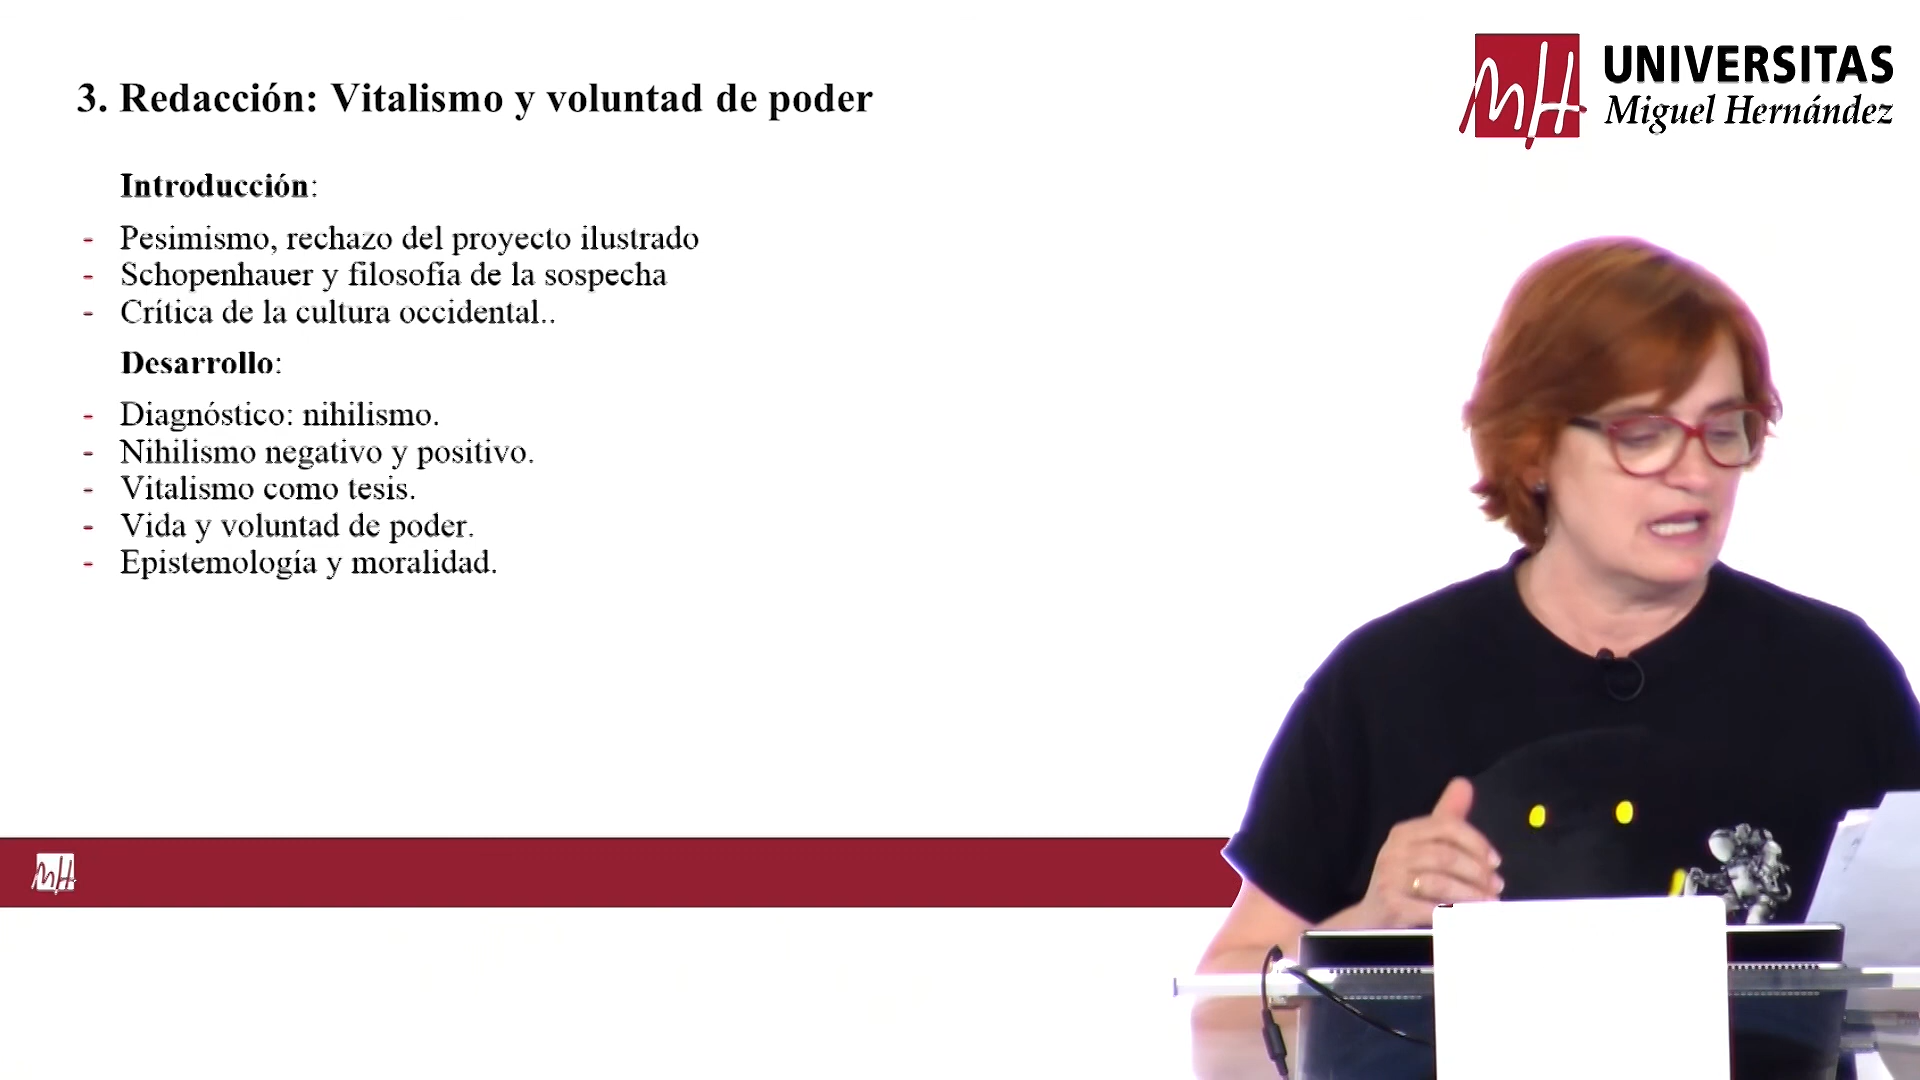 3. Redacción: Vitalismo y voluntad de poder
UNIVERSITAS
Miguel Hernández
Introducción:
- Pesimismo, rechazo del proyecto ilustrado
- Schopenhauer y filosofía de la sospecha
- Crítica de la cultura occidental..
Desarrollo:
- Diagnóstico: nihilismo.
- Nihilismo negativo y positivo.
- Vitalismo como tesis.
- Vida y voluntad de poder.
- Epistemología y moralidad.
MH
MH